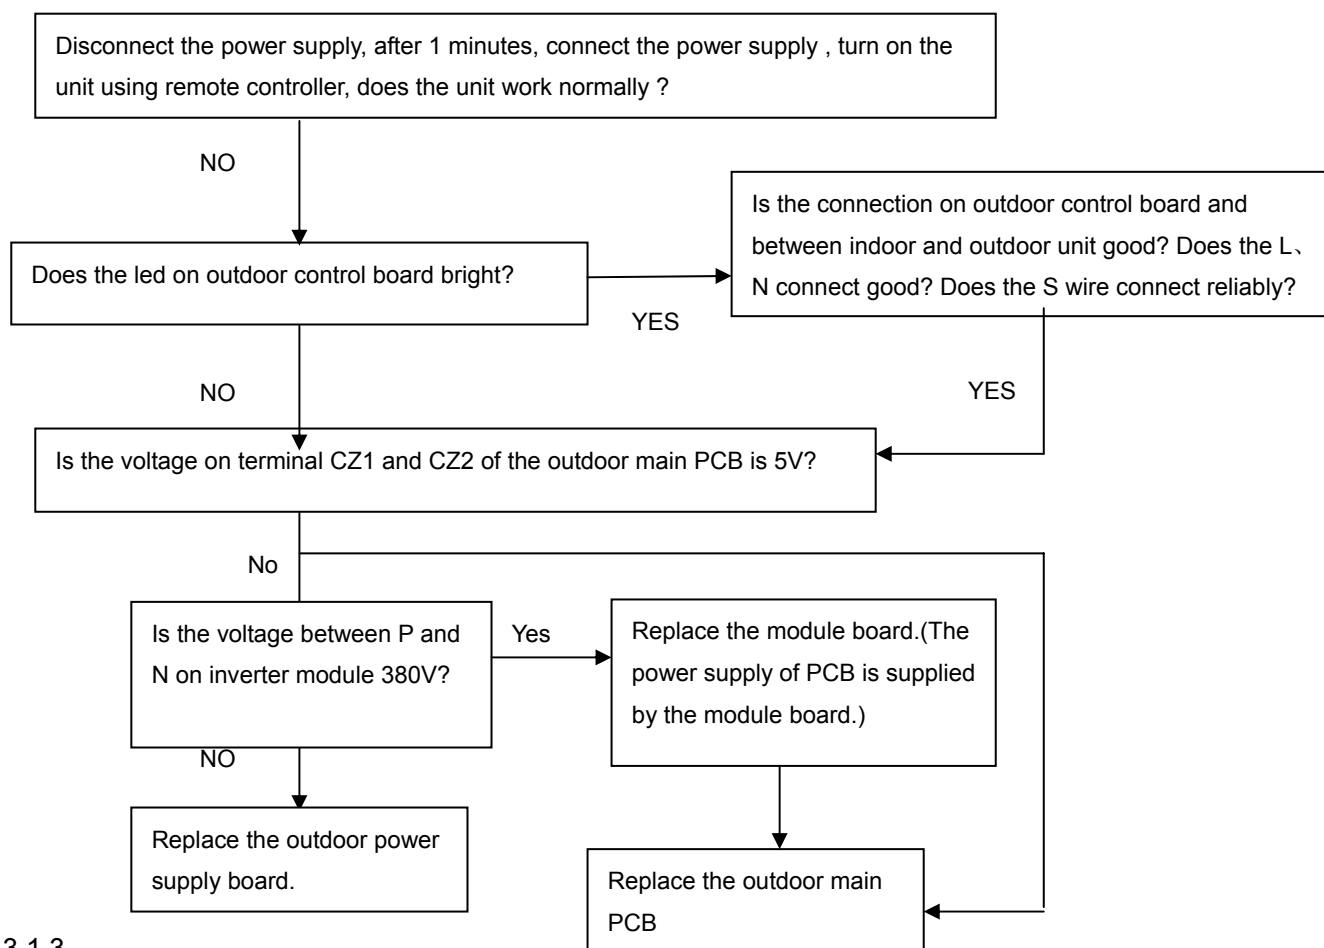 Disconnect the power supply, after 1 minutes, connect the power supply , turn on the
unit using remote controller, does the unit work normally ?
NO
Is the connection on outdoor control board and
between indoor and outdoor unit good? Does the L、
N connect good? Does the S wire connect reliably?
Does the led on outdoor control board bright?
YES
NO
YES
Is the voltage on terminal CZ1 and CZ2 of the outdoor main PCB is 5V?
No
Is the voltage between P and
N on inverter module 380V?
Yes
Replace the module board.(The
power supply of PCB is supplied
by the module board.)
NO
Replace the outdoor power
supply board.
Replace the outdoor main
PCB
3.1.3